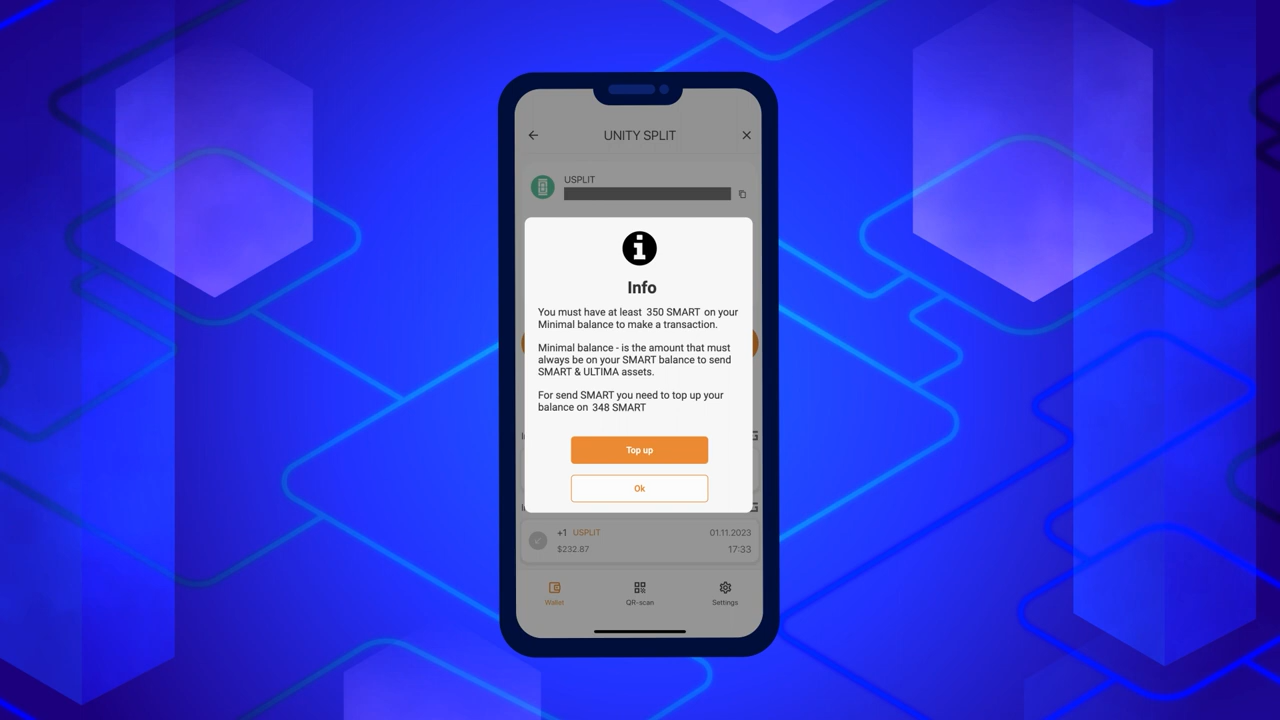 UNITY SPLIT
USPLIT
Info
You must have at least 350 SMART on your
Minimal balance to make a transaction.
Minimal balance - is the amount that must
always be on your SMART balance to send
SMART & ULTIMA assets.
For send SMART you need to top up your
balance on 348 SMART
Top up
Ok
+1 USPLIT 01.11.2023
$232.87 17:33
Wallet QR-scan Settings